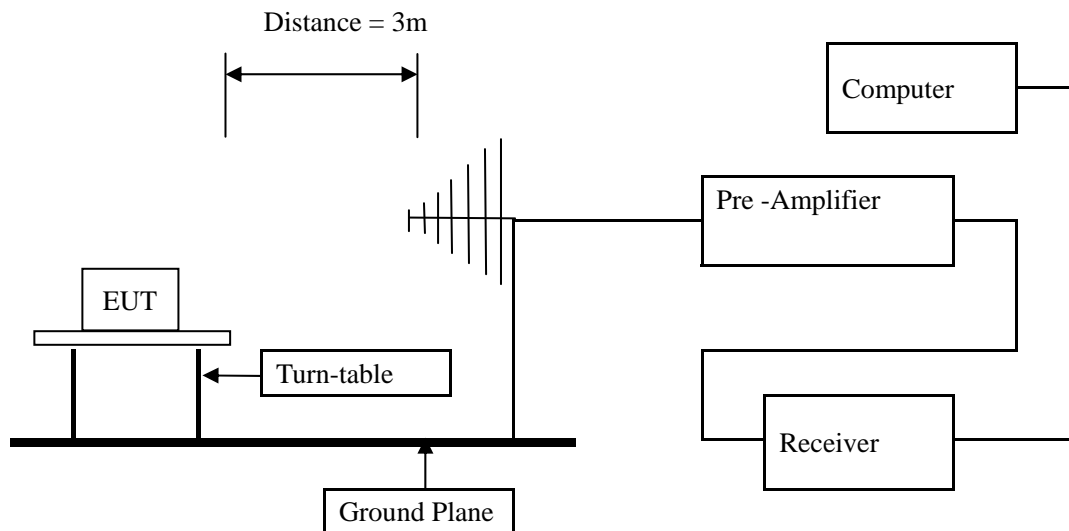 Distance = 3m
Computer
Pre -Amplifier
EUT
Turn-table
Receiver
Ground Plane